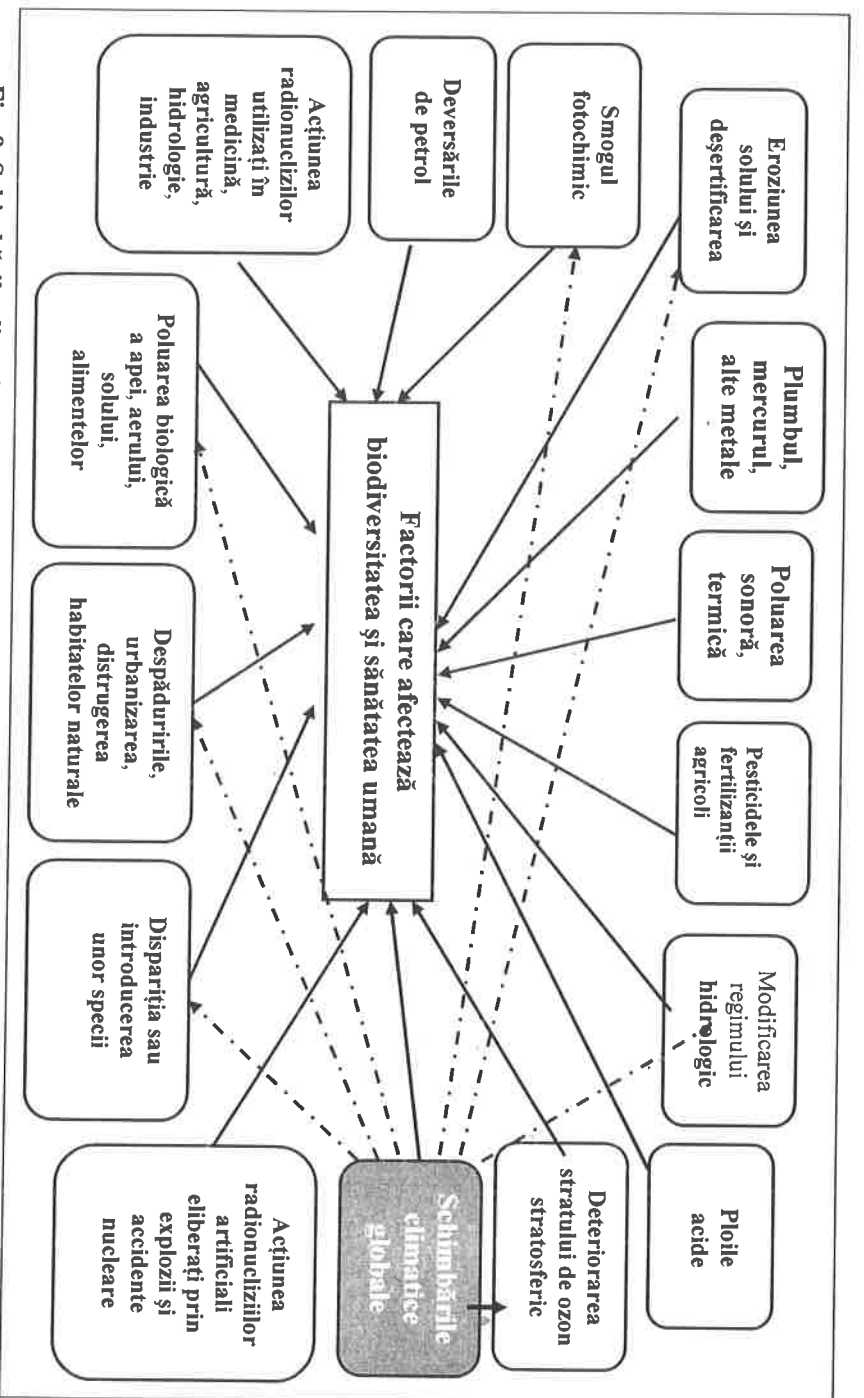 Eroziunea
solului și
deșertificarea
Plumbul,
mercurul,
alte metale
Poluarea
sonoră,
termică
Pesticidele și
fertilizanții
agricoli
Modificarea
regimului
hidrologic
Ploile
acide
Smogul
fotochimic
Deteriorarea
stratului de ozon
stratosferic
Deversările
de petrol
Factorii care afectează
biodiversitatea și sănătatea umană
Schimbările
climatice
globale
Acțiunea
radionuclizilor
utilizați în
medicină,
agricultură,
hidrologie,
industrie
Poluarea biologică
a apei, aerului,
solului,
alimentelor
Despăduririle,
urbanizarea,
distrugerea
habitatelor naturale
Dispariția sau
introducerea
unor specii
Acțiunea
radionucliziilor
artificiali
eliberați prin
explozii și
accidente
nucleare